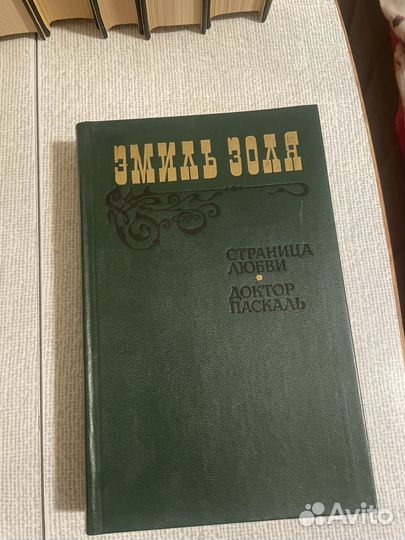 ЭМИЛЬ ЗОЛЯ
СТРАНИЦА
ЛЮБВИ
ДОКТОР
ПАСКАЛЬ
Avito